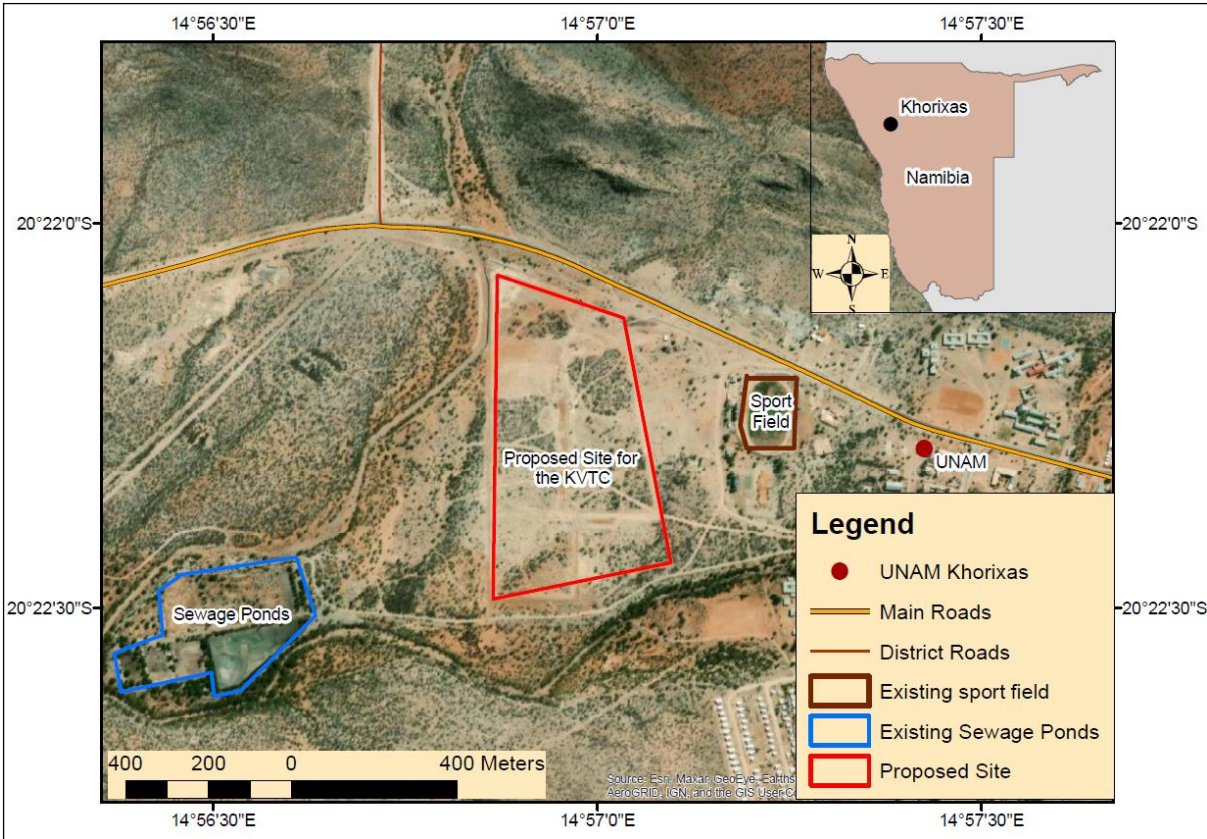 14°56'30"E
14°57'0"E
14°57'30"E
Khorixas
Namibia
20°22'0"S
20°22'0"S
N
W
E
S
Sport
Field
Proposed Site for
the KVTC
UNAM
Legend
UNAM Khorixas
Main Roads
District Roads
Existing sport field
Existing Sewage Ponds
Proposed Site
20°22'30"S
20°22'30"S
Sewage Ponds
400 200 0 400 Meters
Source: Esri, Maxar, GeoEye, Earths
AeroGRID, IGN, and the GIS User Co
14°56'30"E
14°57'0"E
14°57'30"E